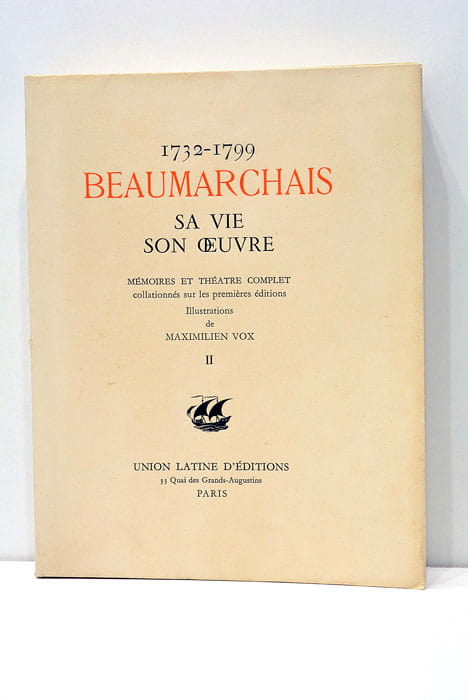 1732-1799
BEAUMARCHAIS
SA VIE
SON ŒUVRE
MÉMOIRES ET THÉATRE COMPLET
collationnés sur les premières éditions
Illustrations
de
MAXIMILIEN VOX
II
UNION LATINE D'ÉDITIONS
33 Quai des Grands-Augustins
PARIS